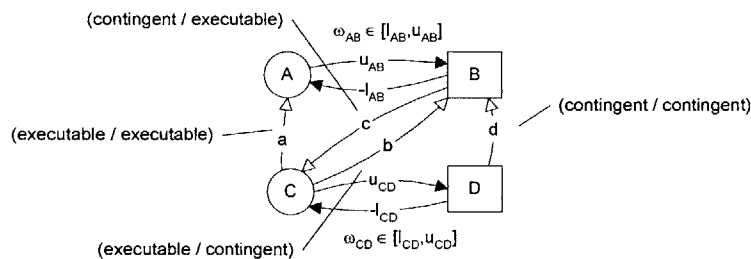 (contingent / executable)
ω_AB ∈ [l_AB,u_AB]
A
u_AB
B
-l_AB
(contingent / contingent)
(executable / executable)
a
c
b
d
C
u_CD
D
-l_CD
ω_CD ∈ [l_CD,u_CD]
(executable / contingent)